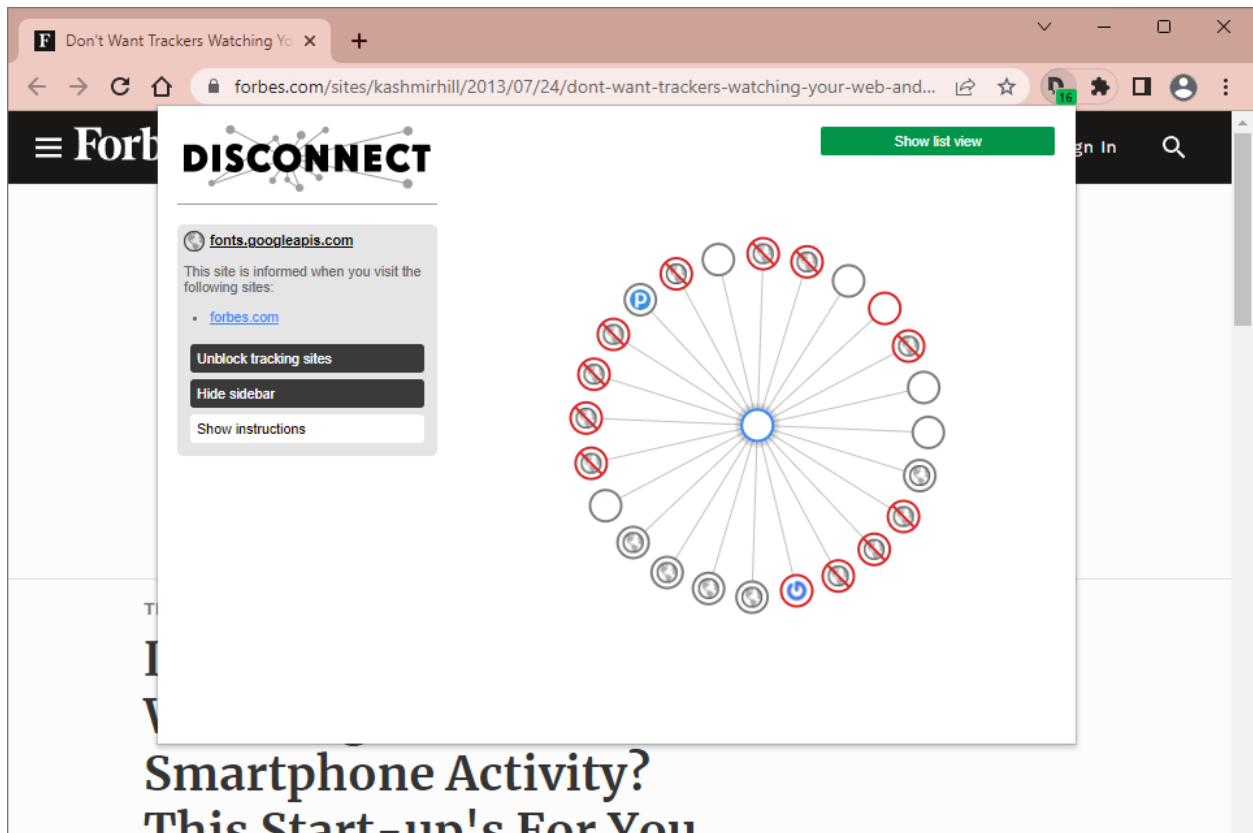 Don't Want Trackers Watching Yo
forbes.com/sites/kashmirhill/2013/07/24/dont-want-trackers-watching-your-web-and...
16
Forb
gn In
DISCONNECT
Show list view
fonts.googleapis.com
This site is informed when you visit the
following sites:
forbes.com
Unblock tracking sites
Hide sidebar
Show instructions
Smartphone Activity?
This Start-up's For You